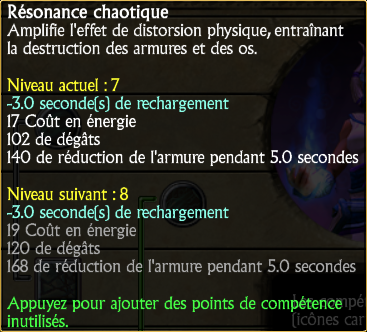 Résonance chaotique
Amplifie l'effet de distorsion physique, entraînant
la destruction des armures et des os.
Niveau actuel : 7
-3.0 seconde(s) de rechargement
17 Coût en énergie
102 de dégâts
140 de réduction de l'armure pendant 5.0 secondes
Niveau suivant : 8
-3.0 seconde(s) de rechargement
19 Coût en énergie
120 de dégâts
168 de réduction de l'armure pendant 5.0 secondes
Appuyez pour ajouter des points de compétence
inutilisés.